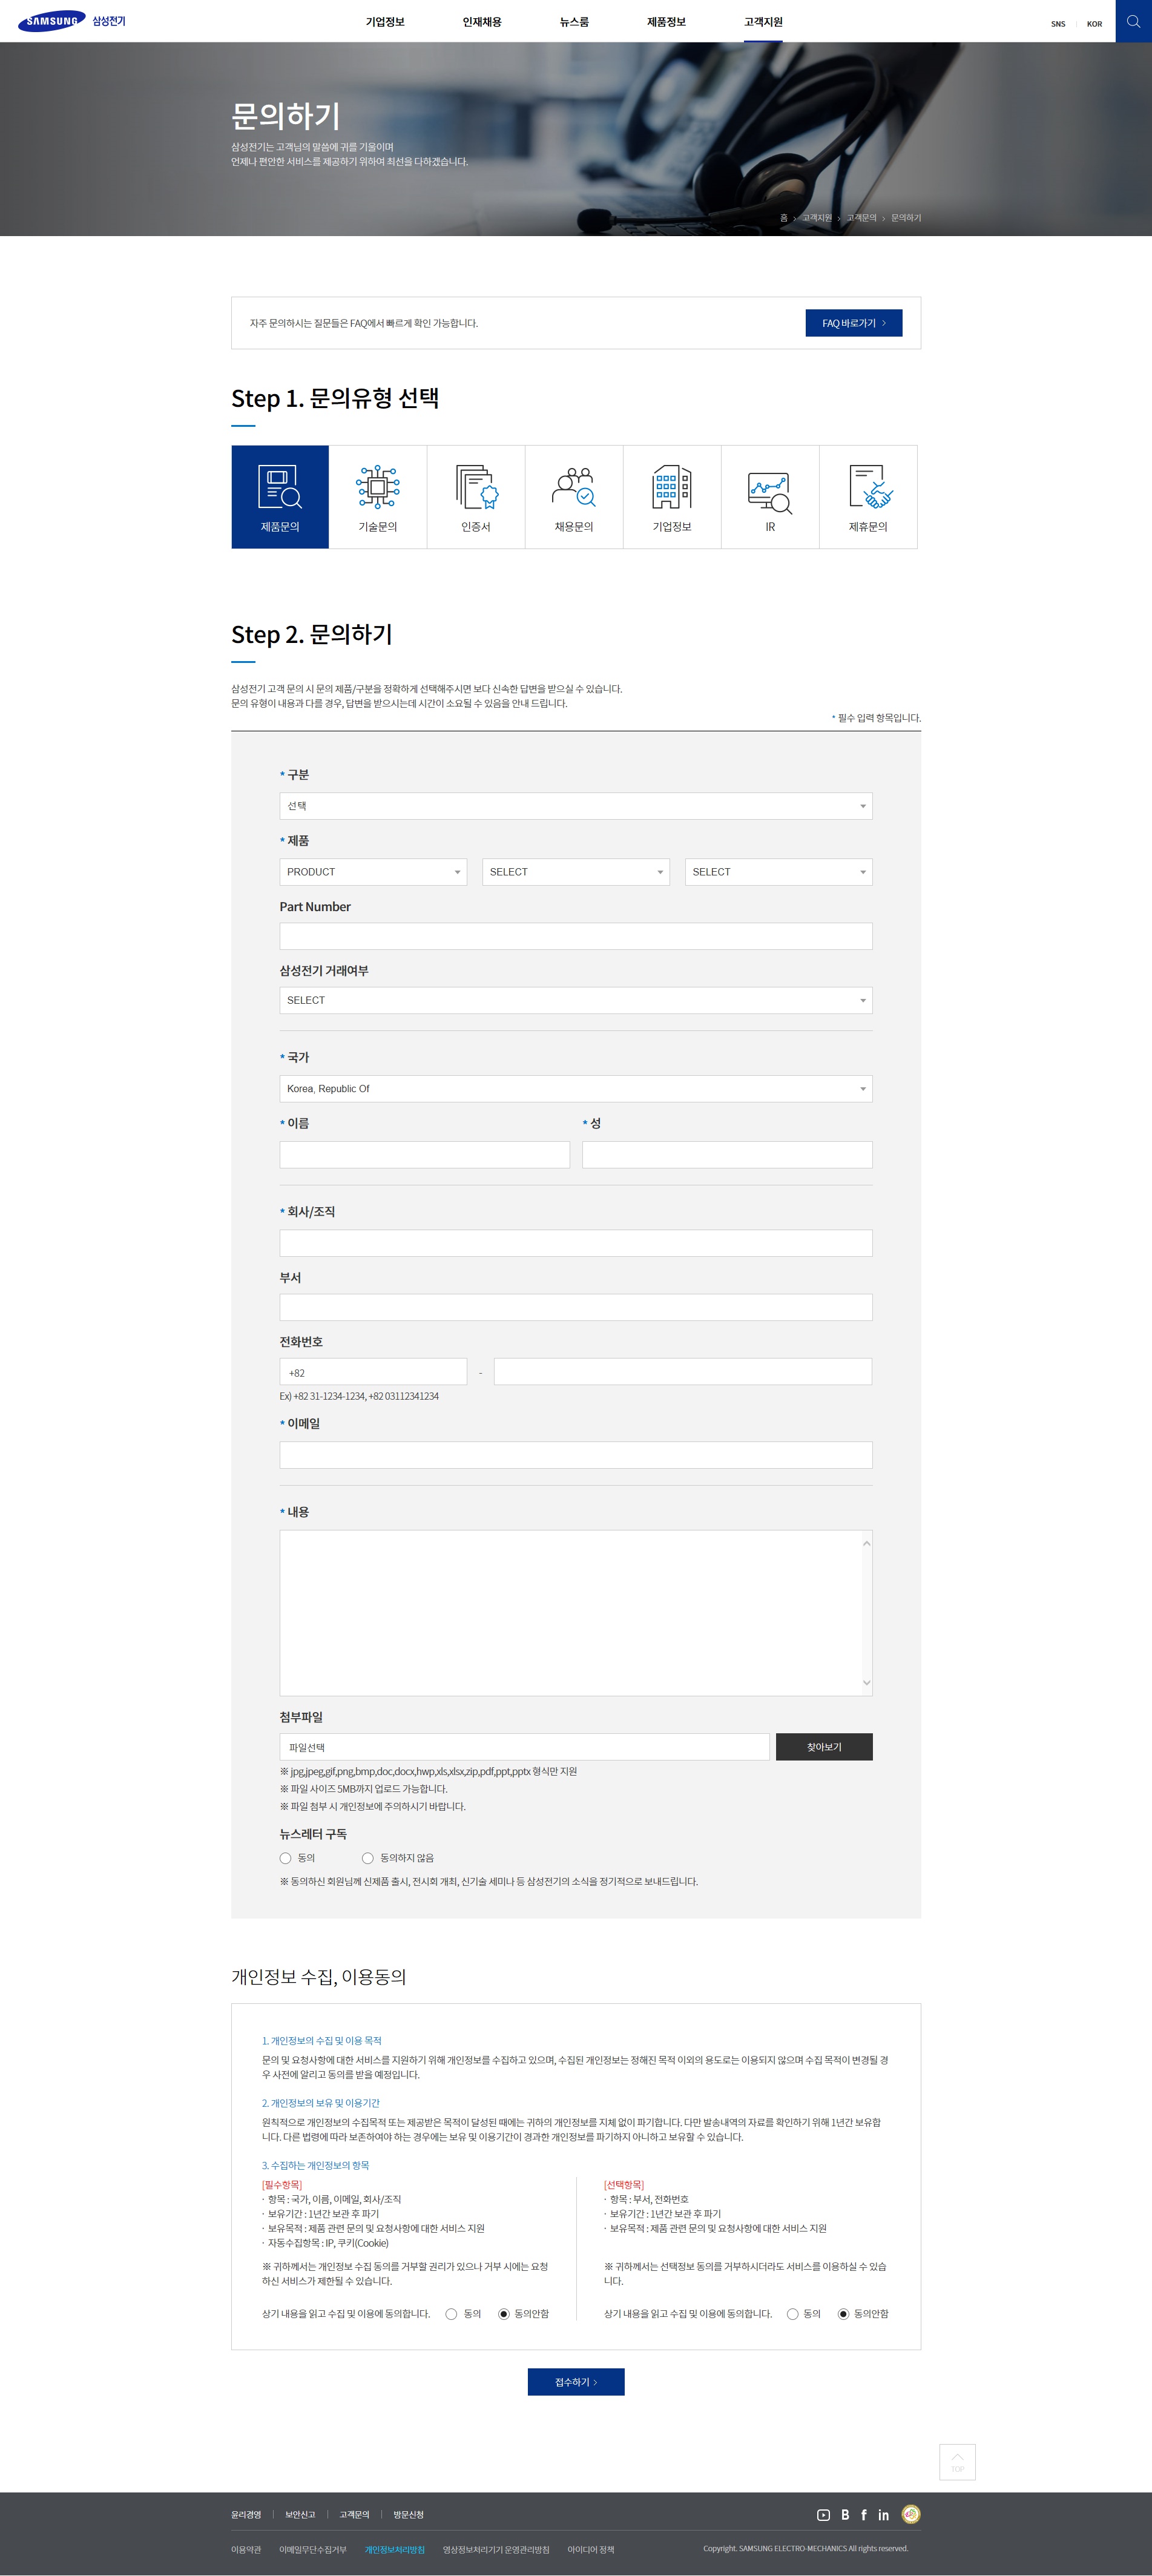 SAMSUNG 삼성전기
기업정보 인재채용 뉴스룸 제품정보 고객지원
SNS KOR
문의하기
삼성전기는 고객님의 말씀에 귀를 기울이며
언제나 편안한 서비스를 제공하기 위하여 최선을 다하겠습니다.
홈 > 고객지원 > 고객문의 > 문의하기
자주 문의하시는 질문들은 FAQ에서 빠르게 확인 가능합니다.
FAQ 바로가기 >
Step 1. 문의유형 선택
제품문의 기술문의 인증서 채용문의 기업정보 IR 제휴문의
Step 2. 문의하기
삼성전기 고객 문의 시 문의 제품/구분을 정확하게 선택해주시면 보다 신속한 답변을 받으실 수 있습니다.
문의 유형이 내용과 다를 경우, 답변을 받으시는데 시간이 소요될 수 있음을 안내 드립니다.
* 필수 입력 항목입니다.
* 구분
선택
* 제품
PRODUCT SELECT SELECT
Part Number
삼성전기 거래여부
SELECT
* 국가
Korea, Republic Of
* 이름 * 성
* 회사/조직
부서
전화번호
+82 -
Ex) +82 31-1234-1234, +82 03112341234
* 이메일
* 내용
첨부파일
파일선택 찾아보기
※ jpg,jpeg,gif,png,bmp,doc,docx,hwp,xls,xlsx,zip,pdf,ppt,pptx 형식만 지원
※ 파일 사이즈 5MB까지 업로드 가능합니다.
※ 파일 첨부 시 개인정보에 주의하시기 바랍니다.
뉴스레터 구독
동의 동의하지 않음
※ 동의하신 회원님께 신제품 출시, 전시회 개최, 신기술 세미나 등 삼성전기의 소식을 정기적으로 보내드립니다.
개인정보 수집, 이용동의
1. 개인정보의 수집 및 이용 목적
문의 및 요청사항에 대한 서비스를 지원하기 위해 개인정보를 수집하고 있으며, 수집된 개인정보는 정해진 목적 이외의 용도로는 이용되지 않으며 수집 목적이 변경될 경
우 사전에 알리고 동의를 받을 예정입니다.
2. 개인정보의 보유 및 이용기간
원칙적으로 개인정보의 수집목적 또는 제공받은 목적이 달성된 때에는 귀하의 개인정보를 지체 없이 파기합니다. 다만 발송내역의 자료를 확인하기 위해 1년간 보유합
니다. 다른 법령에 따라 보존하여야 하는 경우에는 보유 및 이용기간이 경과한 개인정보를 파기하지 아니하고 보유할 수 있습니다.
3. 수집하는 개인정보의 항목
[필수항목]
· 항목 : 국가, 이름, 이메일, 회사/조직
· 보유기간 : 1년간 보관 후 파기
· 보유목적 : 제품 관련 문의 및 요청사항에 대한 서비스 지원
· 자동수집항목 : IP, 쿠키(Cookie)
※ 귀하께서는 개인정보 수집 동의를 거부할 권리가 있으나 거부 시에는 요청
하신 서비스가 제한될 수 있습니다.
상기 내용을 읽고 수집 및 이용에 동의합니다. 동의 동의안함
[선택항목]
· 항목 : 부서, 전화번호
· 보유기간 : 1년간 보관 후 파기
· 보유목적 : 제품 관련 문의 및 요청사항에 대한 서비스 지원
※ 귀하께서는 선택정보 동의를 거부하시더라도 서비스를 이용하실 수 있습
니다.
상기 내용을 읽고 수집 및 이용에 동의합니다. 동의 동의안함
접수하기 >
TOP
윤리경영 보안신고 고객문의 방문신청
이용약관 이메일무단수집거부 개인정보처리방침 영상정보처리기기 운영관리방침 아이디어 정책
Copyright. SAMSUNG ELECTRO-MECHANICS All rights reserved.